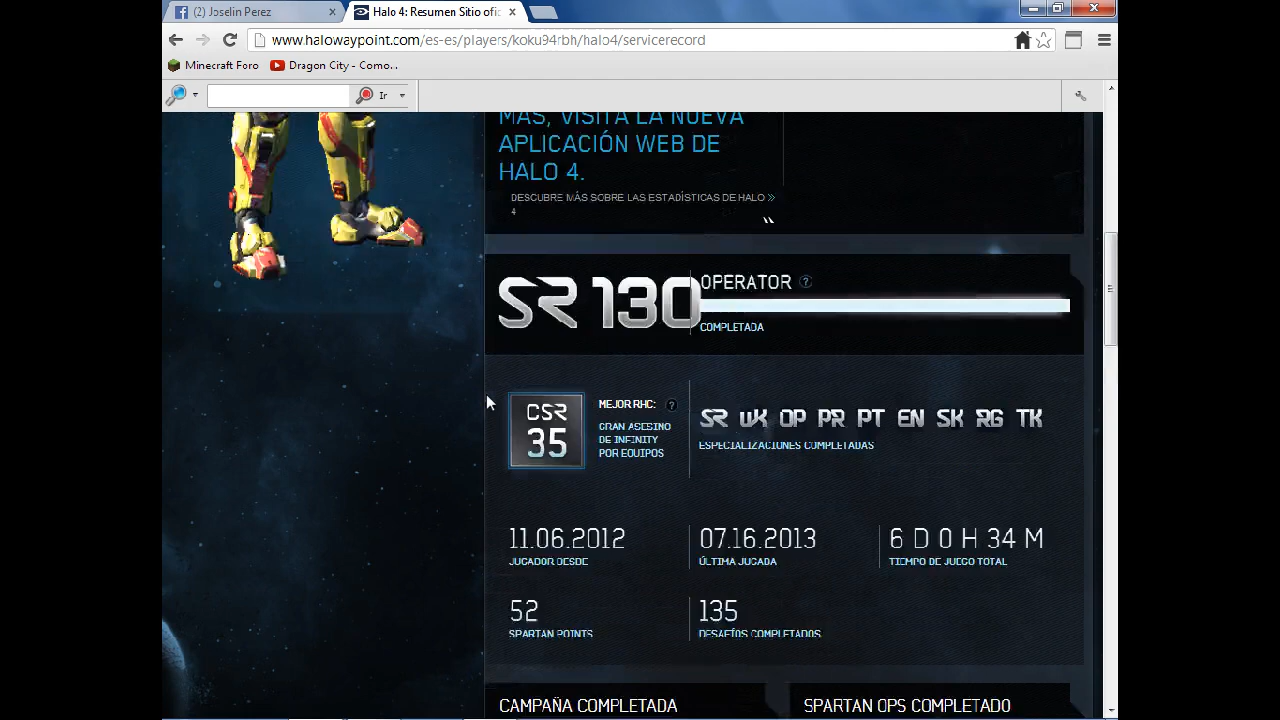 (2) Joselin Perez
Halo 4: Resumen Sitio ofic
www.halowaypoint.com/es-es/players/koku94rbh/halo4/servicerecord
Minecraft Foro
Dragon City - Como...
Ir
MÁS, VISITA LA NUEVA
APLICACIÓN WEB DE
HALO 4.
DESCUBRE MÁS SOBRE LAS ESTADÍSTICAS DE HALO
4
SR 130
OPERATOR ?
COMPLETADA
CSR
35
MEJOR RHC: ?
GRAN ASESINO
DE INFINITY
POR EQUIPOS
SR WK OP PR PT EN SK RG TK
ESPECIALIZACIONES COMPLETADAS
11.06.2012
JUGADOR DESDE
07.16.2013
ÚLTIMA JUGADA
6 D 0 H 34 M
TIEMPO DE JUEGO TOTAL
52
SPARTAN POINTS
135
DESAFÍOS COMPLETADOS
CAMPAÑA COMPLETADA
SPARTAN OPS COMPLETADO